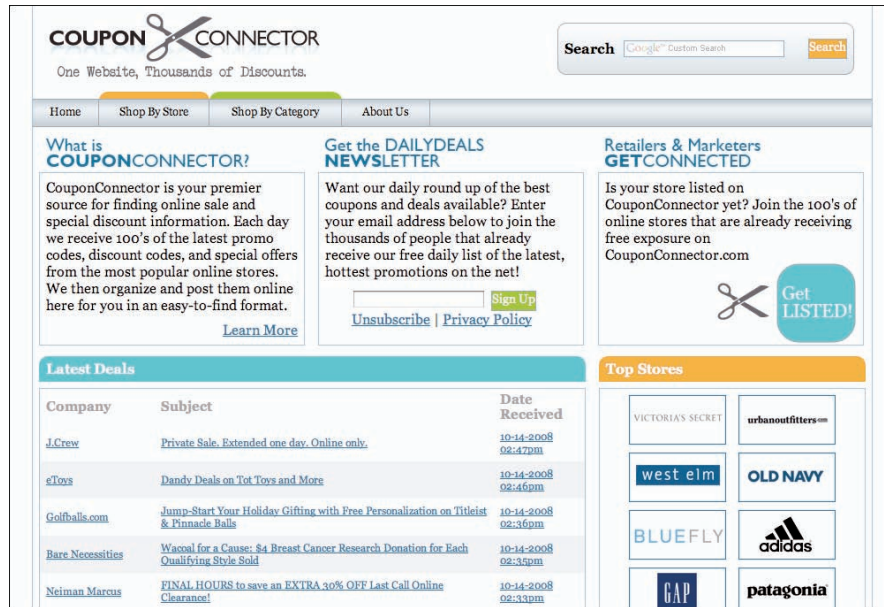 COUPON CONNECTOR
One Website, Thousands of Discounts.
Search Google™ Custom Search Search
Home Shop By Store Shop By Category About Us
What is
COUPONCONNECTOR?
CouponConnector is your premier
source for finding online sale and
special discount information. Each day
we receive 100's of the latest promo
codes, discount codes, and special offers
from the most popular online stores.
We then organize and post them online
here for you in an easy-to-find format.
Learn More
Get the DAILYDEALS
NEWSLETTER
Want our daily round up of the best
coupons and deals available? Enter
your email address below to join the
thousands of people that already
receive our free daily list of the latest,
hottest promotions on the net!
Sign Up
Unsubscribe | Privacy Policy
Retailers & Marketers
GETCONNECTED
Is your store listed on
CouponConnector yet? Join the 100's of
online stores that are already receiving
free exposure on
CouponConnector.com
Get
LISTED!
Latest Deals
Company Subject Date
Received
J.Crew Private Sale. Extended one day. Online only. 10-14-2008
02:47pm
eToys Dandy Deals on Tot Toys and More 10-14-2008
02:46pm
Golfballs.com Jump-Start Your Holiday Gifting with Free Personalization on Titleist
& Pinnacle Balls 10-14-2008
02:36pm
Bare Necessities Wacoal for a Cause: $4 Breast Cancer Research Donation for Each
Qualifying Style Sold 10-14-2008
02:35pm
Neiman Marcus FINAL HOURS to save an EXTRA 30% OFF Last Call Online
Clearance! 10-14-2008
02:33pm
Top Stores
VICTORIA'S SECRET urbanoutfitters.com
west elm OLD NAVY
BLUEFLY adidas
GAP patagonia